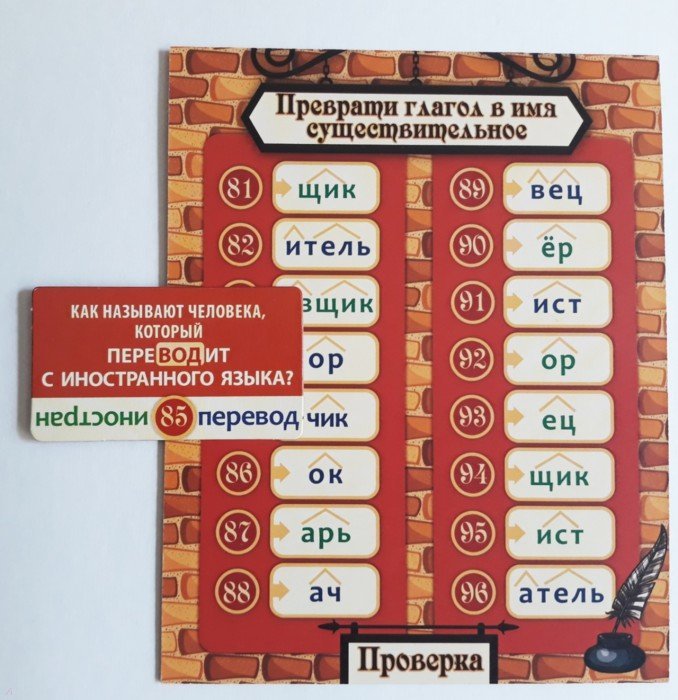 Преврати глагол в имя
существительное
81 щик
82 итель
вщик
КАК НАЗЫВАЮТ ЧЕЛОВЕКА,
КОТОРЫЙ
ПЕРЕВОДИТ
С ИНОСТРАННОГО ЯЗЫКА?
иностран 85 перевод
ор
чик
86 ок
87 арь
88 ач
89 вец
90 ёр
91 ист
92 ор
93 ец
94 щик
95 ист
96 атель
Проверка